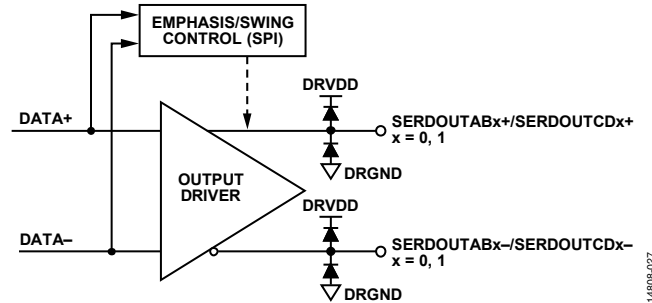 EMPHASIS/SWING
CONTROL (SPI)
DRVDD
DATA+
SERDOUTABx+/SERDOUTCDx+
x = 0, 1
DRGND
OUTPUT
DRIVER
DRVDD
DATA–
SERDOUTABx–/SERDOUTCDx–
x = 0, 1
DRGND
14808-027